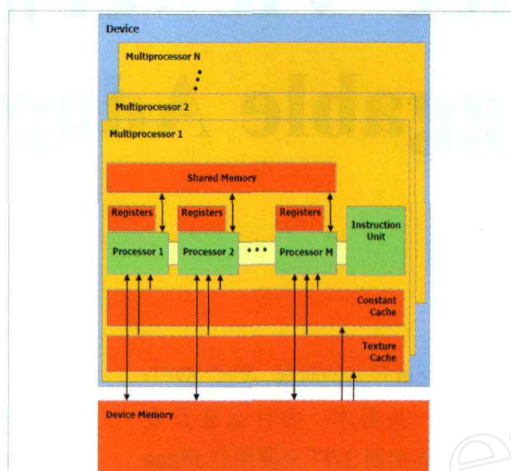 Device
Multiprocessor N
Multiprocessor 2
Multiprocessor 1
Shared Memory
Registers
Registers
Registers
Processor 1
Processor 2
Processor M
Instruction
Unit
Constant
Cache
Texture
Cache
Device Memory